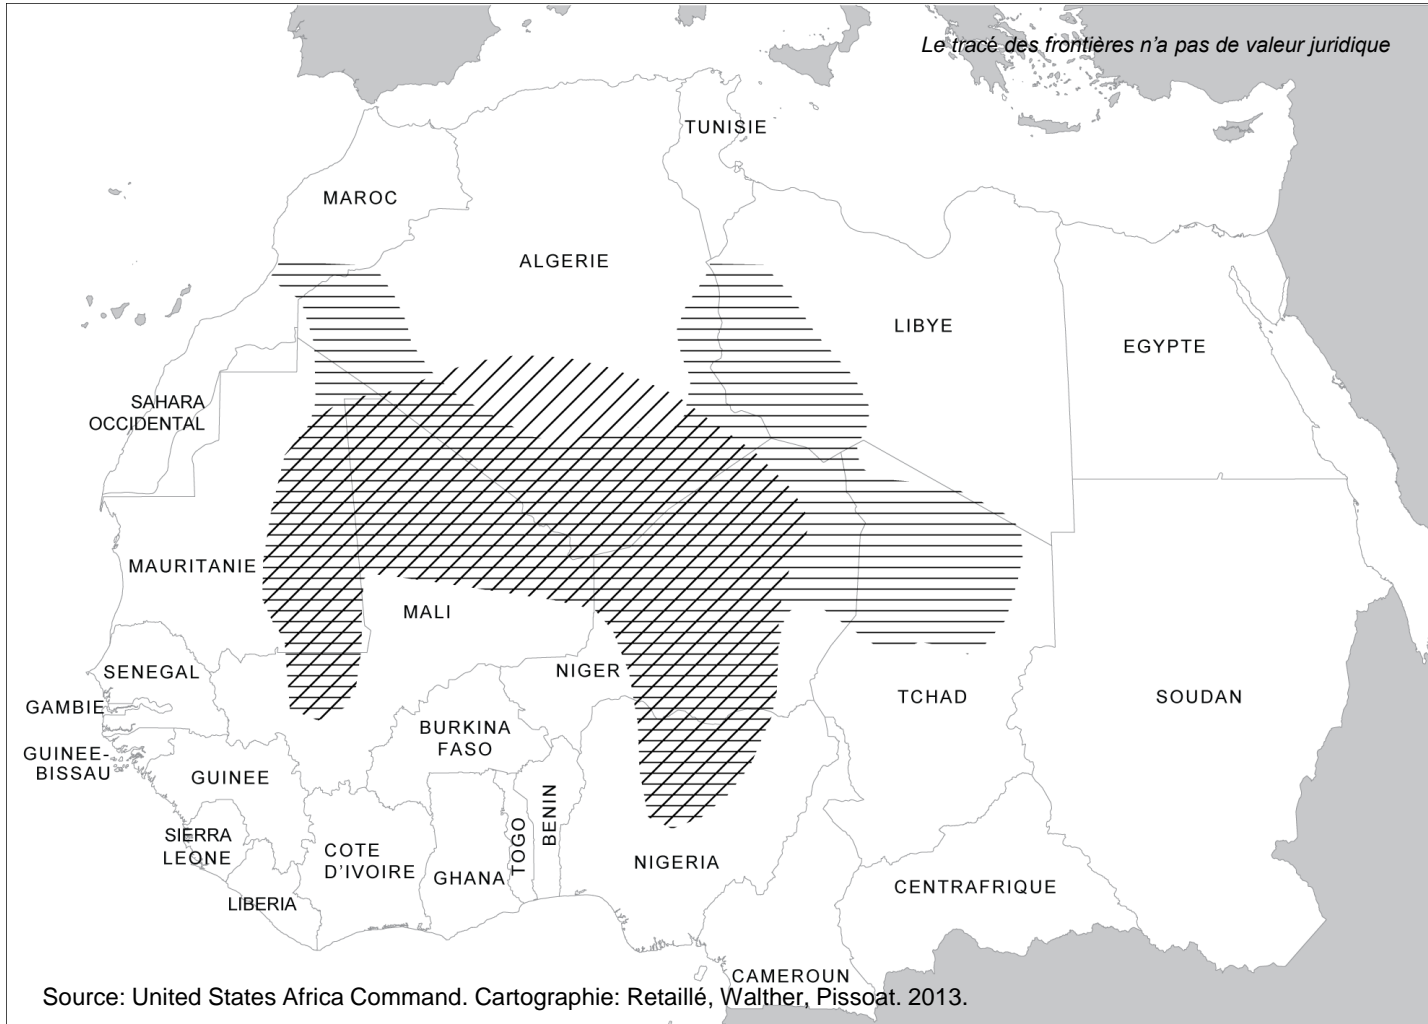 Le tracé des frontières n'a pas de valeur juridique
TUNISIE
MAROC
ALGERIE
LIBYE
EGYPTE
SAHARA
OCCIDENTAL
MAURITANIE
MALI
NIGER
SENEGAL
TCHAD
SOUDAN
GAMBIE
BURKINA
FASO
GUINEE-
BISSAU
GUINEE
SIERRA
LEONE
COTE
D'IVOIRE
GHANA
TOGO
BENIN
NIGERIA
LIBERIA
CENTRAFRIQUE
CAMEROUN
Source: United States Africa Command. Cartographie: Retaillé, Walther, Pissoat. 2013.